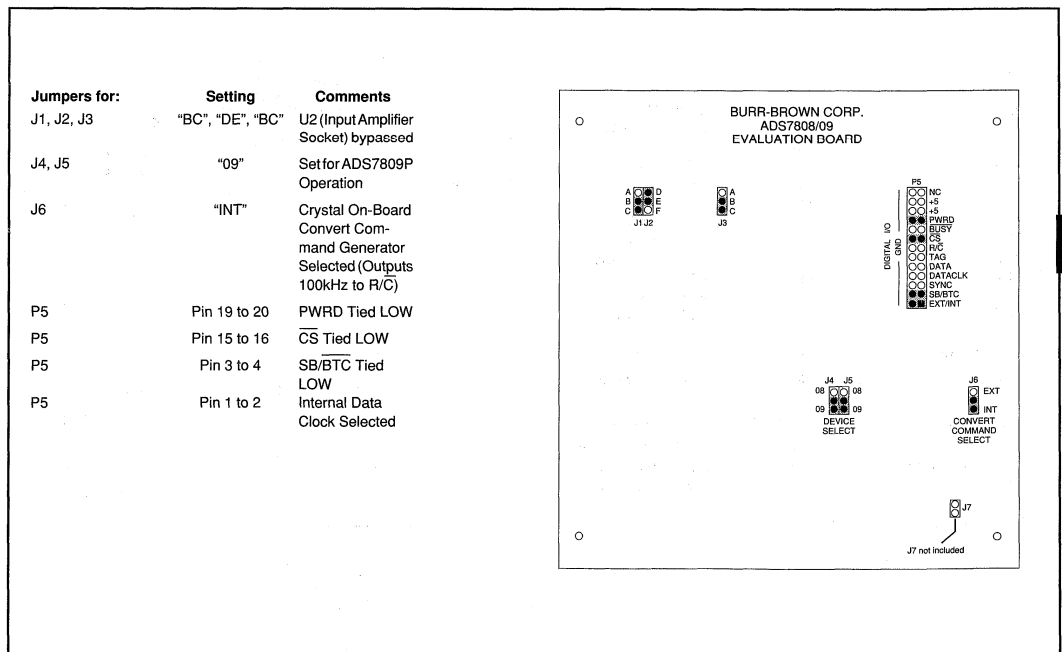 Jumpers for: Setting Comments
J1, J2, J3 "BC", "DE", "BC" U2 (Input Amplifier
Socket) bypassed
J4, J5 "09" Set for ADS7809P
Operation
J6 "INT" Crystal On-Board
Convert Com-
mand Generator
Selected (Outputs
100kHz to R/C̅)
P5 Pin 19 to 20 PWRD Tied LOW
P5 Pin 15 to 16 C̅S̅ Tied LOW
P5 Pin 3 to 4 SB/B̅T̅C̅ Tied
LOW
P5 Pin 1 to 2 Internal Data
Clock Selected
BURR-BROWN CORP.
ADS7808/09
EVALUATION BOARD
A D
B E
C F
J1 J2
A
B
C
J3
P5
NC
+5
+5
PWRD
B̅U̅S̅Y̅
C̅S̅
R/C̅
TAG
DATA
DATACLK
SYNC
SB/BTC
EXT/INT
DIGITAL I/O
GND
J4 J5
08 08
09 09
DEVICE
SELECT
J6
EXT
INT
CONVERT
COMMAND
SELECT
J7
J7 not included